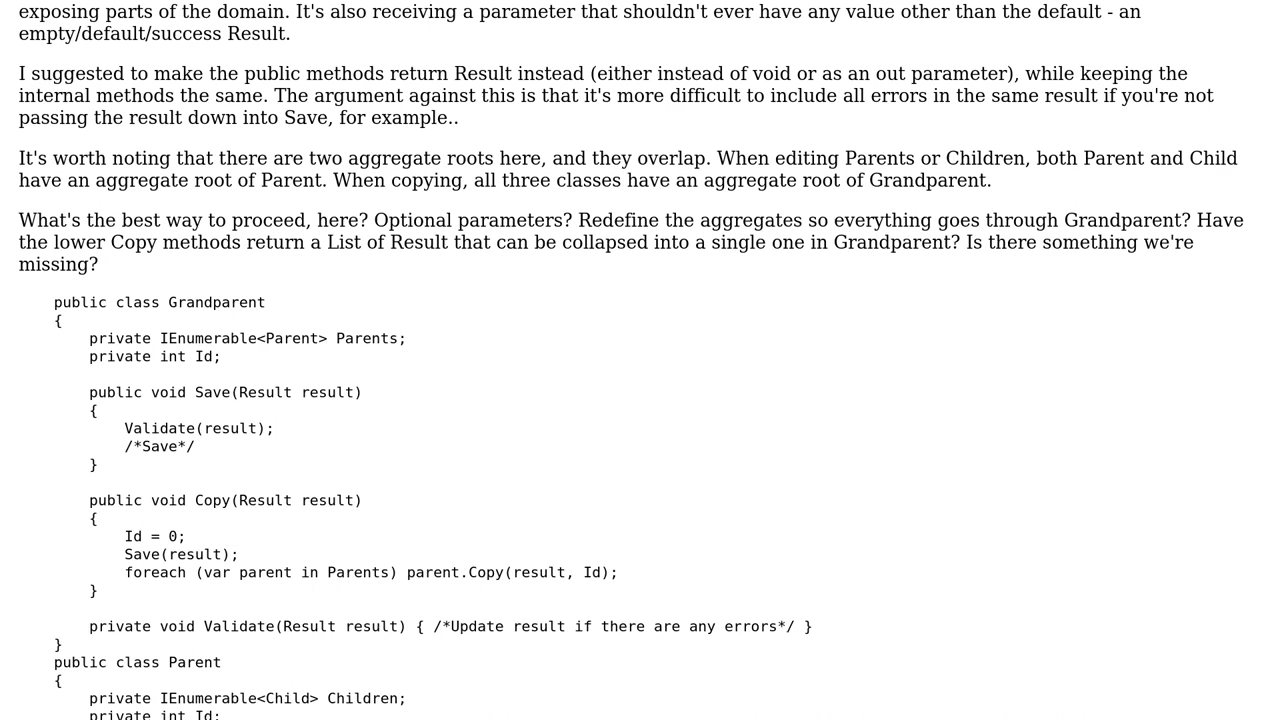 exposing parts of the domain. It's also receiving a parameter that shouldn't ever have any value other than the default - an
empty/default/success Result.
I suggested to make the public methods return Result instead (either instead of void or as an out parameter), while keeping the
internal methods the same. The argument against this is that it's more difficult to include all errors in the same result if you're not
passing the result down into Save, for example..
It's worth noting that there are two aggregate roots here, and they overlap. When editing Parents or Children, both Parent and Child
have an aggregate root of Parent. When copying, all three classes have an aggregate root of Grandparent.
What's the best way to proceed, here? Optional parameters? Redefine the aggregates so everything goes through Grandparent? Have
the lower Copy methods return a List of Result that can be collapsed into a single one in Grandparent? Is there something we're
missing?
public class Grandparent
{
private IEnumerable<Parent> Parents;
private int Id;
public void Save(Result result)
{
Validate(result);
/*Save*/
}
public void Copy(Result result)
{
Id = 0;
Save(result);
foreach (var parent in Parents) parent.Copy(result, Id);
}
private void Validate(Result result) { /*Update result if there are any errors*/ }
}
public class Parent
{
private IEnumerable<Child> Children;
private int Id;